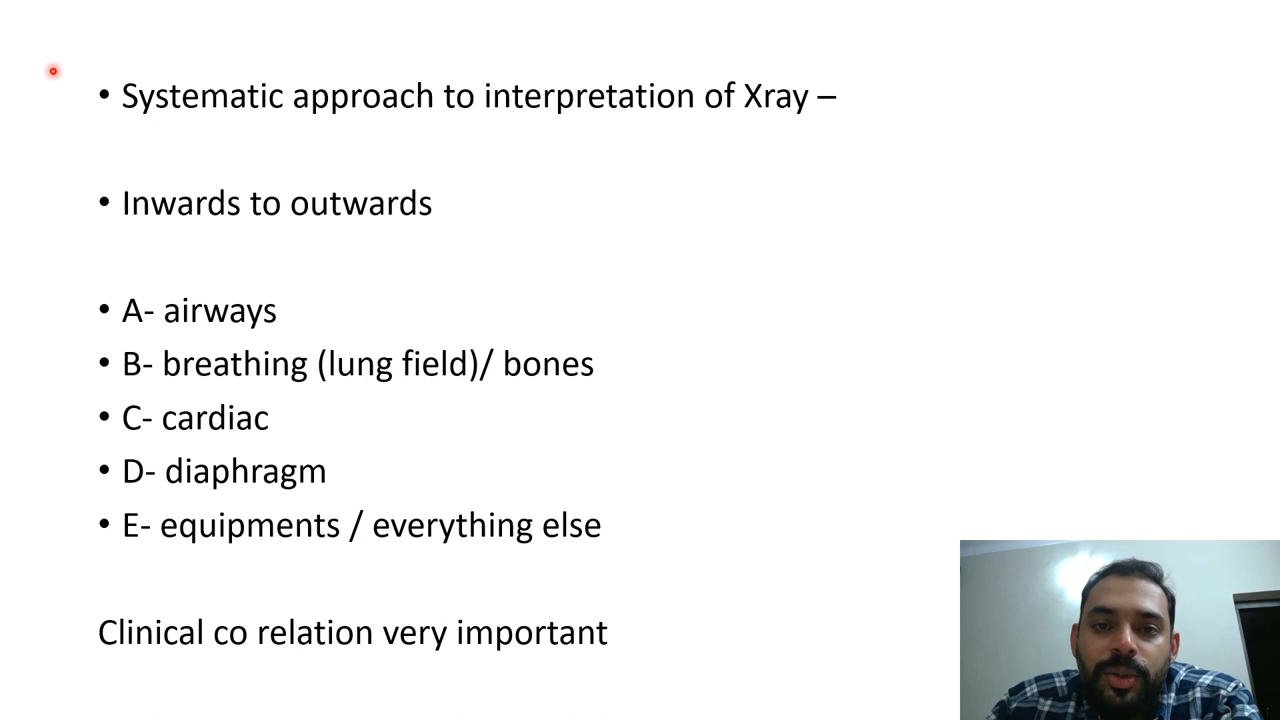 • Systematic approach to interpretation of Xray –
• Inwards to outwards
• A- airways
• B- breathing (lung field)/ bones
• C- cardiac
• D- diaphragm
• E- equipments / everything else
Clinical co relation very important